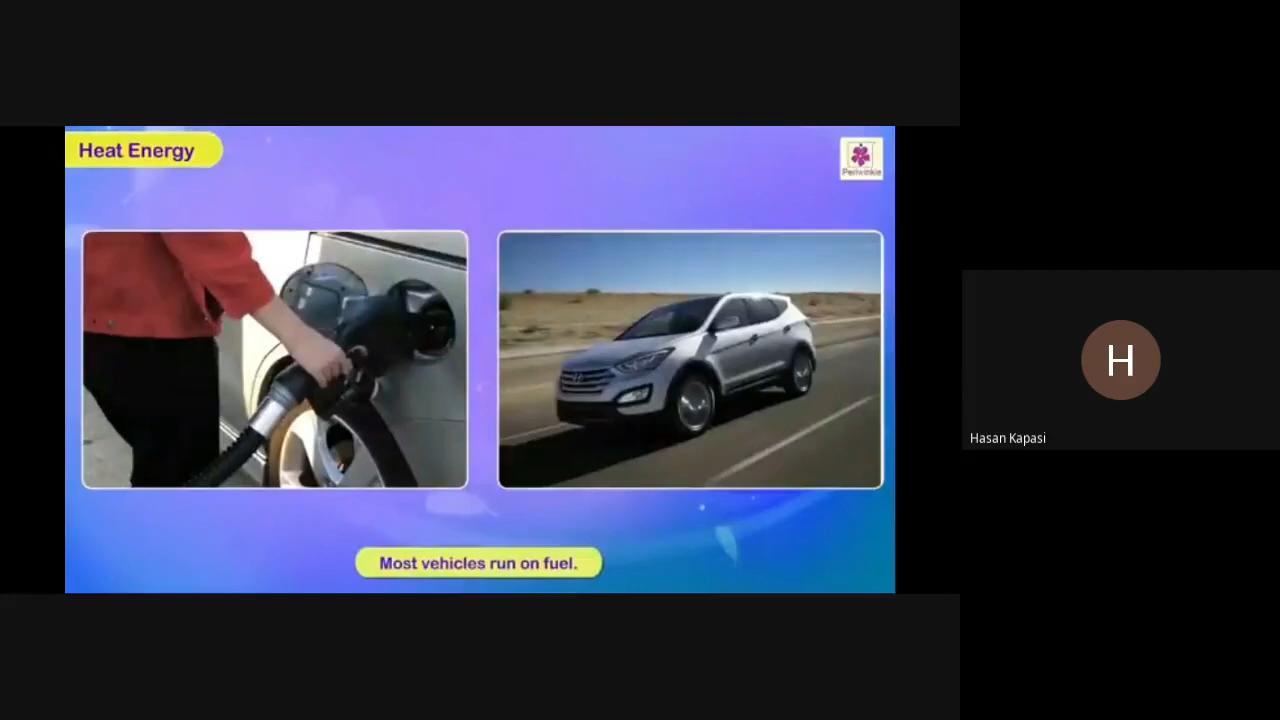 Heat Energy
Periwinkle
Most vehicles run on fuel.
H
Hasan Kapasi